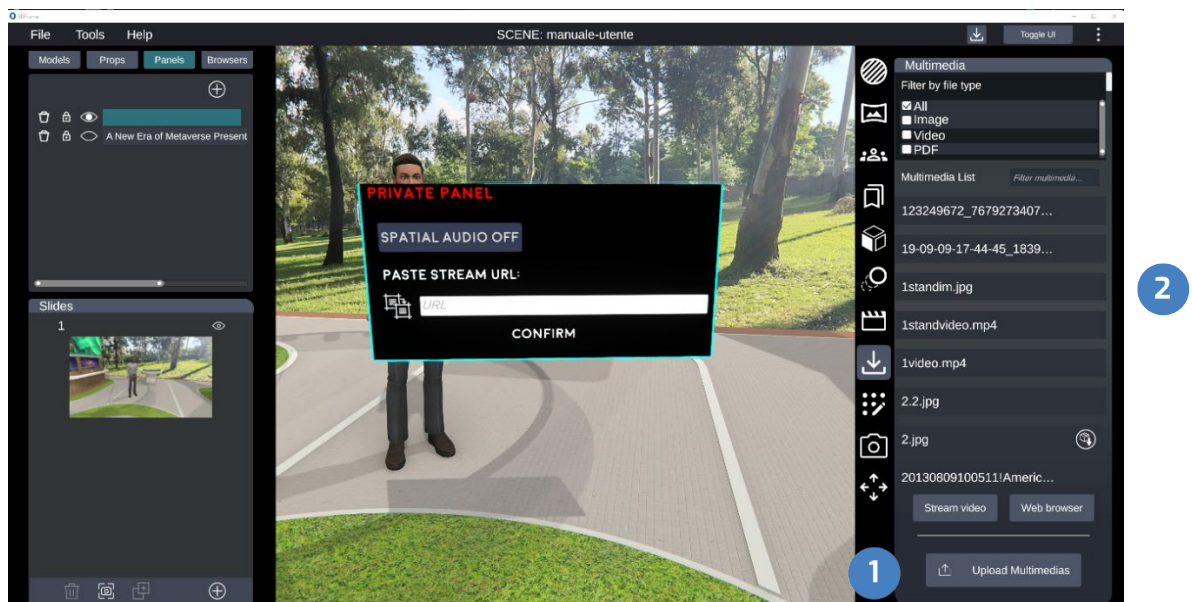 File Tools Help
SCENE: manuale-utente
Toggle UI
Models Props Panels Browsers
A New Era of Metaverse Present
Slides
1
PRIVATE PANEL
SPATIAL AUDIO OFF
PASTE STREAM URL:
URL
CONFIRM
Multimedia
Filter by file type
All
Image
Video
PDF
Multimedia List Filter multimedia...
123249672_7679273407...
19-09-09-17-44-45_1839...
1standim.jpg
1standvideo.mp4
1video.mp4
2.2.jpg
2.jpg
20130809100511!Americ...
Stream video Web browser
Upload Multimedias
1
2